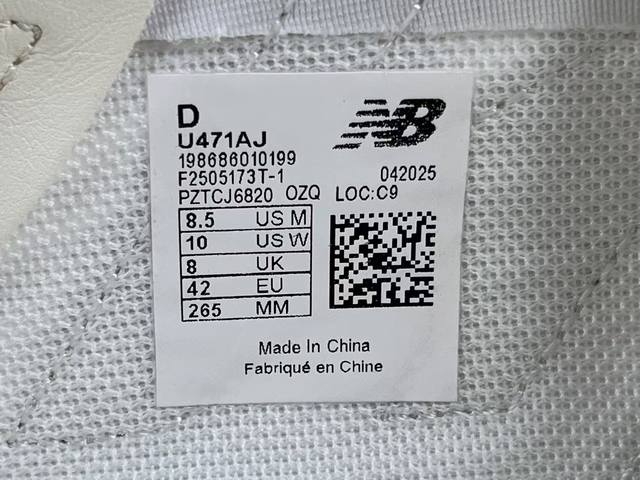 D
NB
U471AJ
198686010199
F2505173T-1 042025
PZTCJ6820 OZQ LOC:C9
8.5 US M
10 US W
8 UK
42 EU
265 MM
Made In China
Fabriqué en Chine